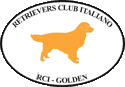 RETRIEVERS CLUB ITALIANO
RCI - GOLDEN